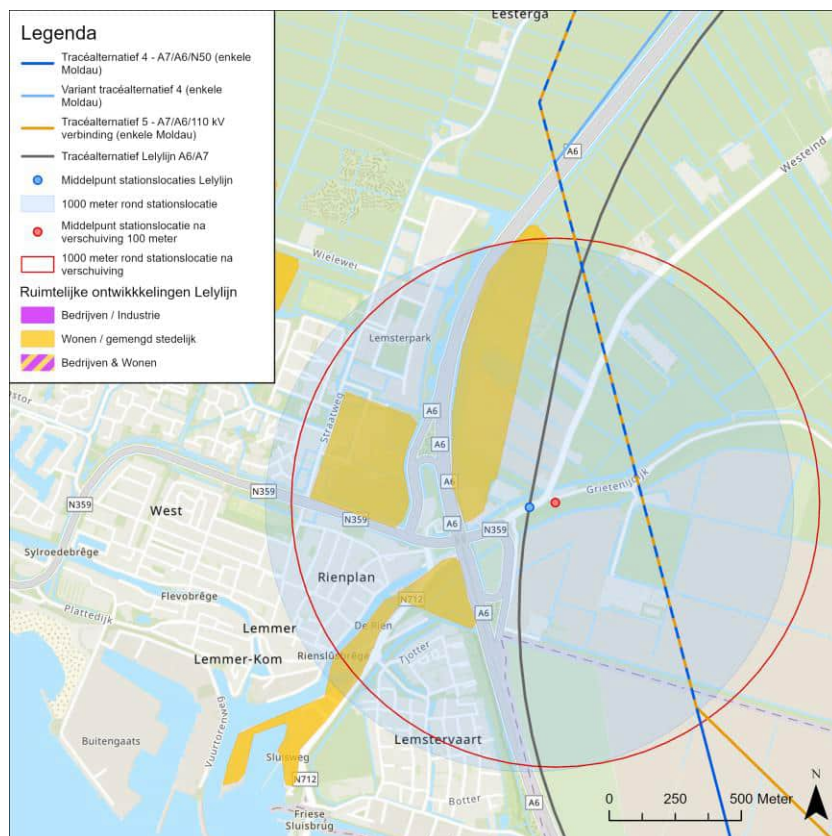 Eesterga
Legenda
Tracéalternatief 4 - A7/A6/N50 (enkele
Moldau)
Variant tracéalternatief 4 (enkele
Moldau)
Tracéalternatief 5 - A7/A6/110 kV
verbinding (enkele Moldau)
Tracéalternatief Lelylijn A6/A7
Middelpunt stationslocaties Lelylijn
1000 meter rond stationslocatie
Middelpunt stationslocatie na
verschuiving 100 meter
1000 meter rond stationslocatie na
verschuiving
Ruimtelijke ontwikkkelingen Lelylijn
Bedrijven / Industrie
Wonen / gemengd stedelijk
Bedrijven & Wonen
A6
Westeind
Wielewei
Lemsterpark
Straatweg
A6
A6
A6
Grietenijdijk
N359
N359
N359
A6
N359
West
Sylroedebrêge
Rienplan
Flevobrêge
Plattedijk
N712
De Rien
A6
Lemmer
Rienslûsbrêge
Tjotter
Lemmer-Kom
Vuurtorenweg
Buitengaats
Lemstervaart
Sluisweg
N712
Botter
A6
Friese
Sluisbrug
0 250 500 Meter
N